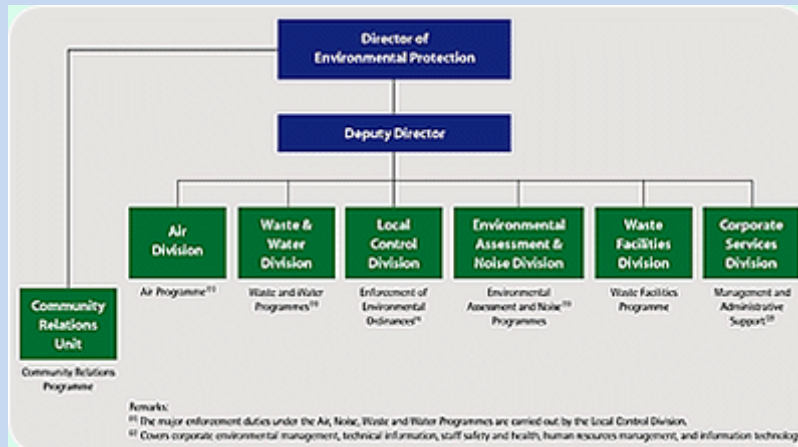 Director of
Environmental Protection
Deputy Director
Air
Division
Waste &
Water
Division
Local
Control
Division
Environmental
Assessment &
Noise Division
Waste
Facilities
Division
Corporate
Services
Division
Air Programme
Waste and Water
Programmes
Enforcement of
Environmental
Ordinances
Environmental
Assessment and Noise
Programmes
Waste Facilities
Programme
Management and
Administrative
Support
Community
Relations
Unit
Community Relations
Programme
Remarks:
The major enforcement duties under the Air, Noise, Waste and Water Programmes are carried out by the Local Control Division.
Covers corporate environmental management, technical information, staff safety and health, human resources management, and information technolog